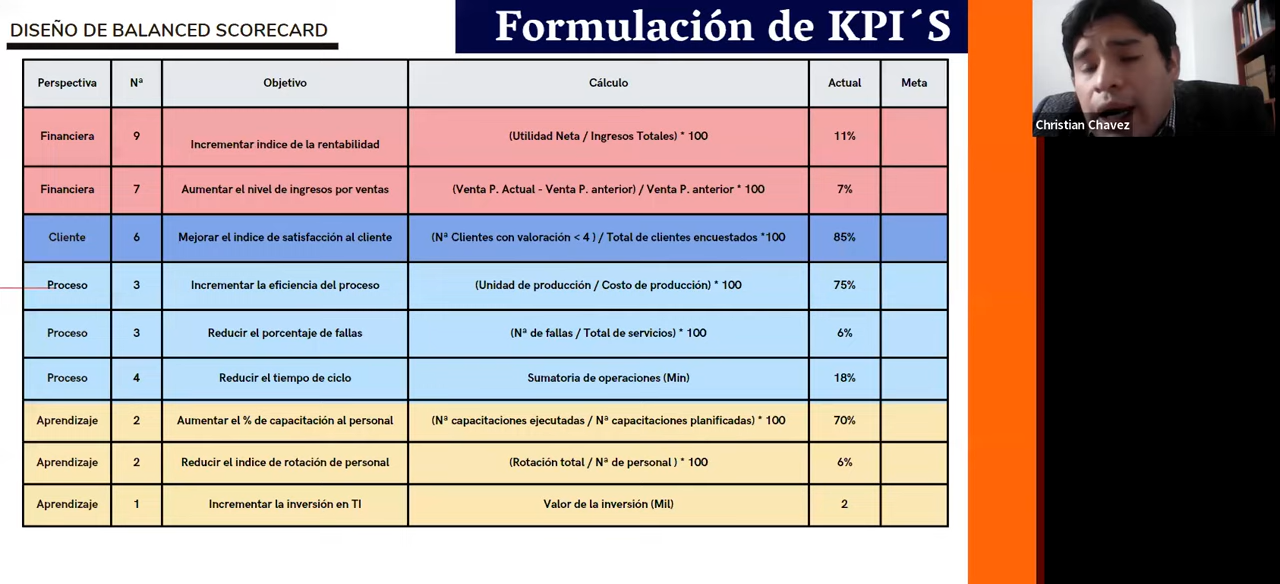 DISEÑO DE BALANCED SCORECARD
Formulación de KPI´S
Perspectiva Nª Objetivo Cálculo Actual Meta
Financiera 9 Incrementar indice de la rentabilidad (Utilidad Neta / Ingresos Totales) * 100 11%
Financiera 7 Aumentar el nivel de ingresos por ventas (Venta P. Actual - Venta P. anterior) / Venta P. anterior * 100 7%
Cliente 6 Mejorar el indice de satisfacción al cliente (Nª Clientes con valoración < 4 ) / Total de clientes encuestados *100 85%
Proceso 3 Incrementar la eficiencia del proceso (Unidad de producción / Costo de producción) * 100 75%
Proceso 3 Reducir el porcentaje de fallas (Nª de fallas / Total de servicios) * 100 6%
Proceso 4 Reducir el tiempo de ciclo Sumatoria de operaciones (Min) 18%
Aprendizaje 2 Aumentar el % de capacitación al personal (Nª capacitaciones ejecutadas / Nª capacitaciones planificadas) * 100 70%
Aprendizaje 2 Reducir el indice de rotación de personal (Rotación total / Nª de personal ) * 100 6%
Aprendizaje 1 Incrementar la inversión en TI Valor de la inversión (Mil) 2
Christian Chavez